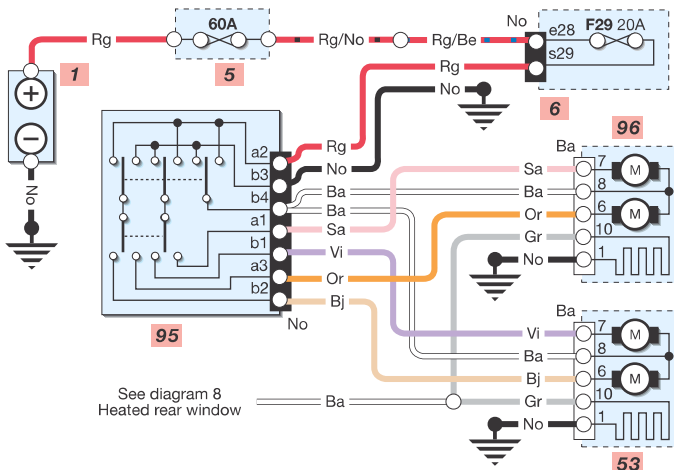 60A
Rg
Rg/No
Rg/Be
No
e28
F29 20A
s29
1
5
Rg
6
No
No
96
Ba
a2
Rg
b3
No
b4
Ba
Ba
a1
Sa
b1
Vi
a3
Or
b2
Bj
No
95
Sa
7
M
Ba
8
Or
6
M
Gr
10
No
1
Ba
Vi
7
M
Ba
8
Bj
6
M
Gr
10
No
1
53
See diagram 8
Heated rear window
Ba